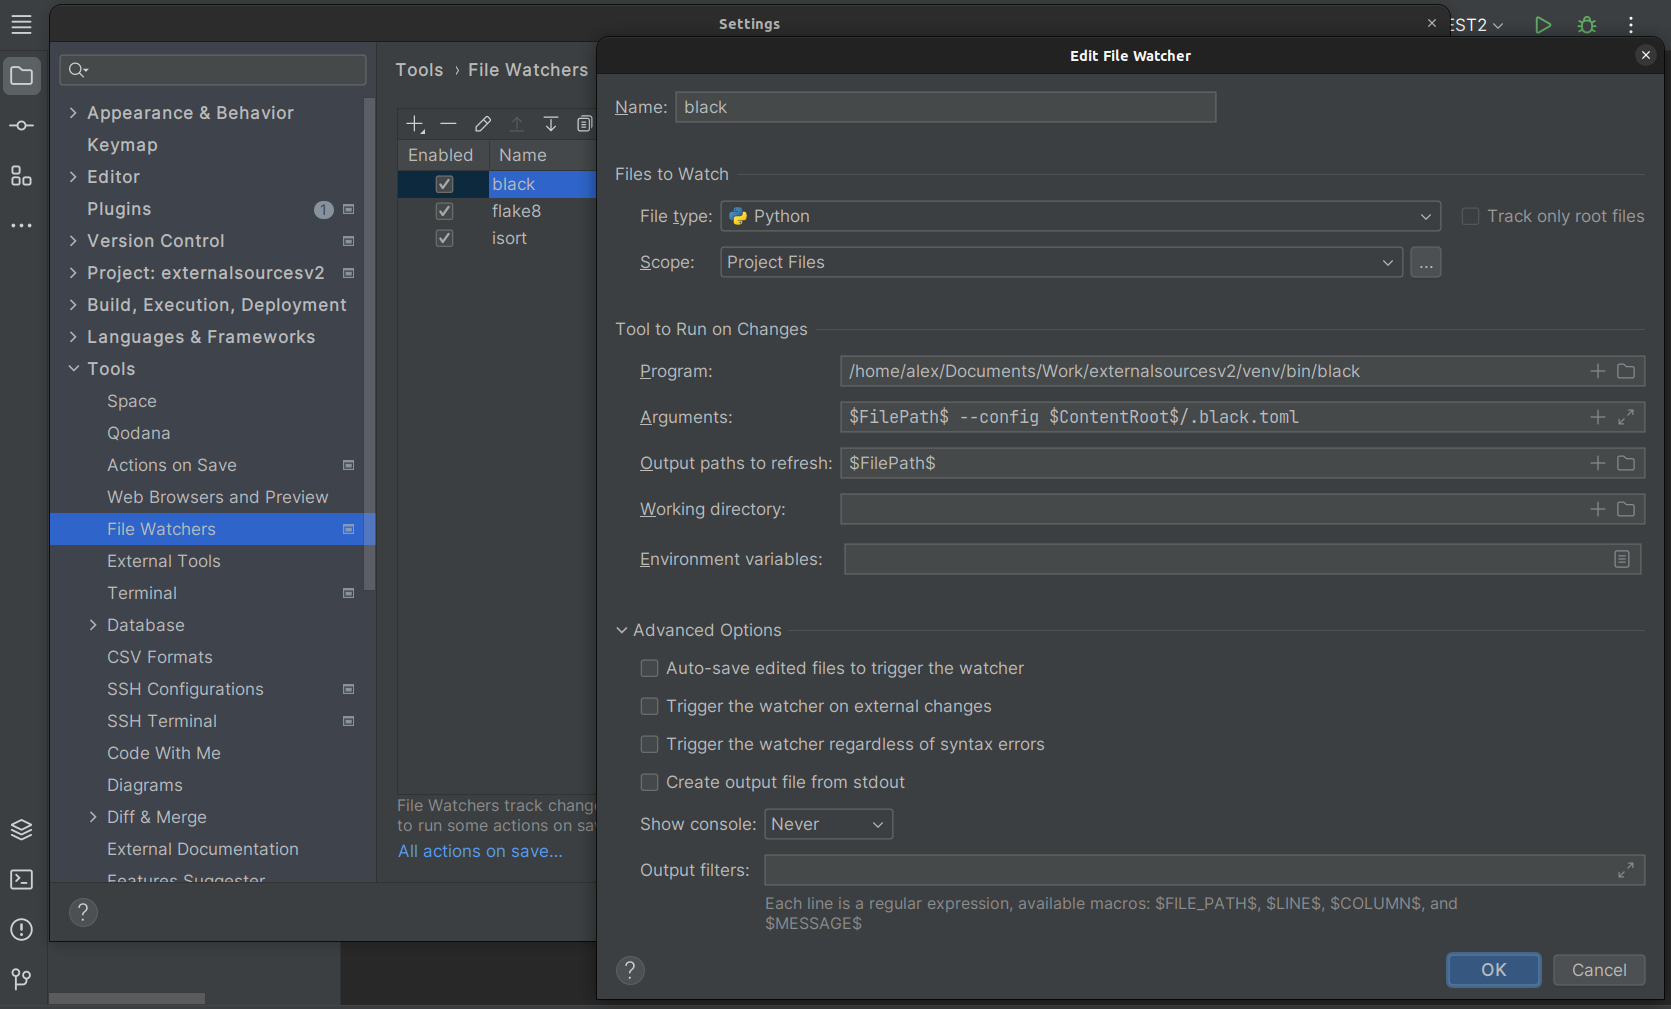 Settings
EST2
Tools › File Watchers
Appearance & Behavior
Keymap
Editor
Plugins
1
Version Control
Project: externalsourcesv2
Build, Execution, Deployment
Languages & Frameworks
Tools
Space
Qodana
Actions on Save
Web Browsers and Preview
File Watchers
External Tools
Terminal
Database
CSV Formats
SSH Configurations
SSH Terminal
Code With Me
Diagrams
Diff & Merge
External Documentation
Features Suggester
?
Enabled Name
black
flake8
isort
File Watchers track chang
to run some actions on sa
All actions on save...
Edit File Watcher
Name: black
Files to Watch
File type: Python
Track only root files
Scope: Project Files
...
Tool to Run on Changes
Program: /home/alex/Documents/Work/externalsourcesv2/venv/bin/black
Arguments: $FilePath$ --config $ContentRoot$/.black.toml
Output paths to refresh: $FilePath$
Working directory:
Environment variables:
Advanced Options
Auto-save edited files to trigger the watcher
Trigger the watcher on external changes
Trigger the watcher regardless of syntax errors
Create output file from stdout
Show console: Never
Output filters:
Each line is a regular expression, available macros: $FILE_PATH$, $LINE$, $COLUMN$, and
$MESSAGE$
?
OK
Cancel